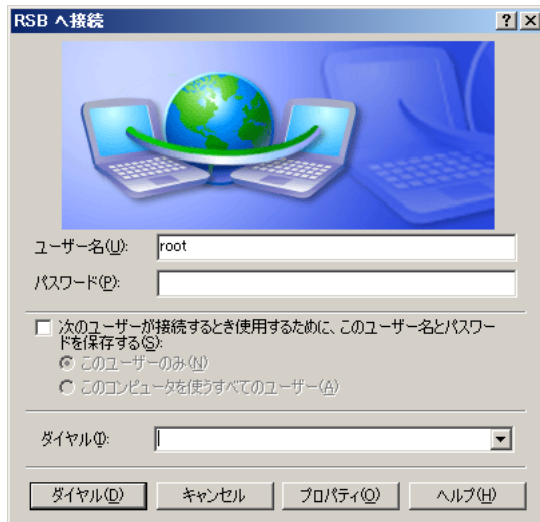 RSB へ接続
ユーザー名(U):
root
パスワード(P):
次のユーザーが接続するとき使用するために、このユーザー名とパスワー
ドを保存する(S):
このユーザーのみ(N)
このコンピュータを使うすべてのユーザー(A)
ダイヤル(I):
ダイヤル(D)
キャンセル
プロパティ(O)
ヘルプ(H)